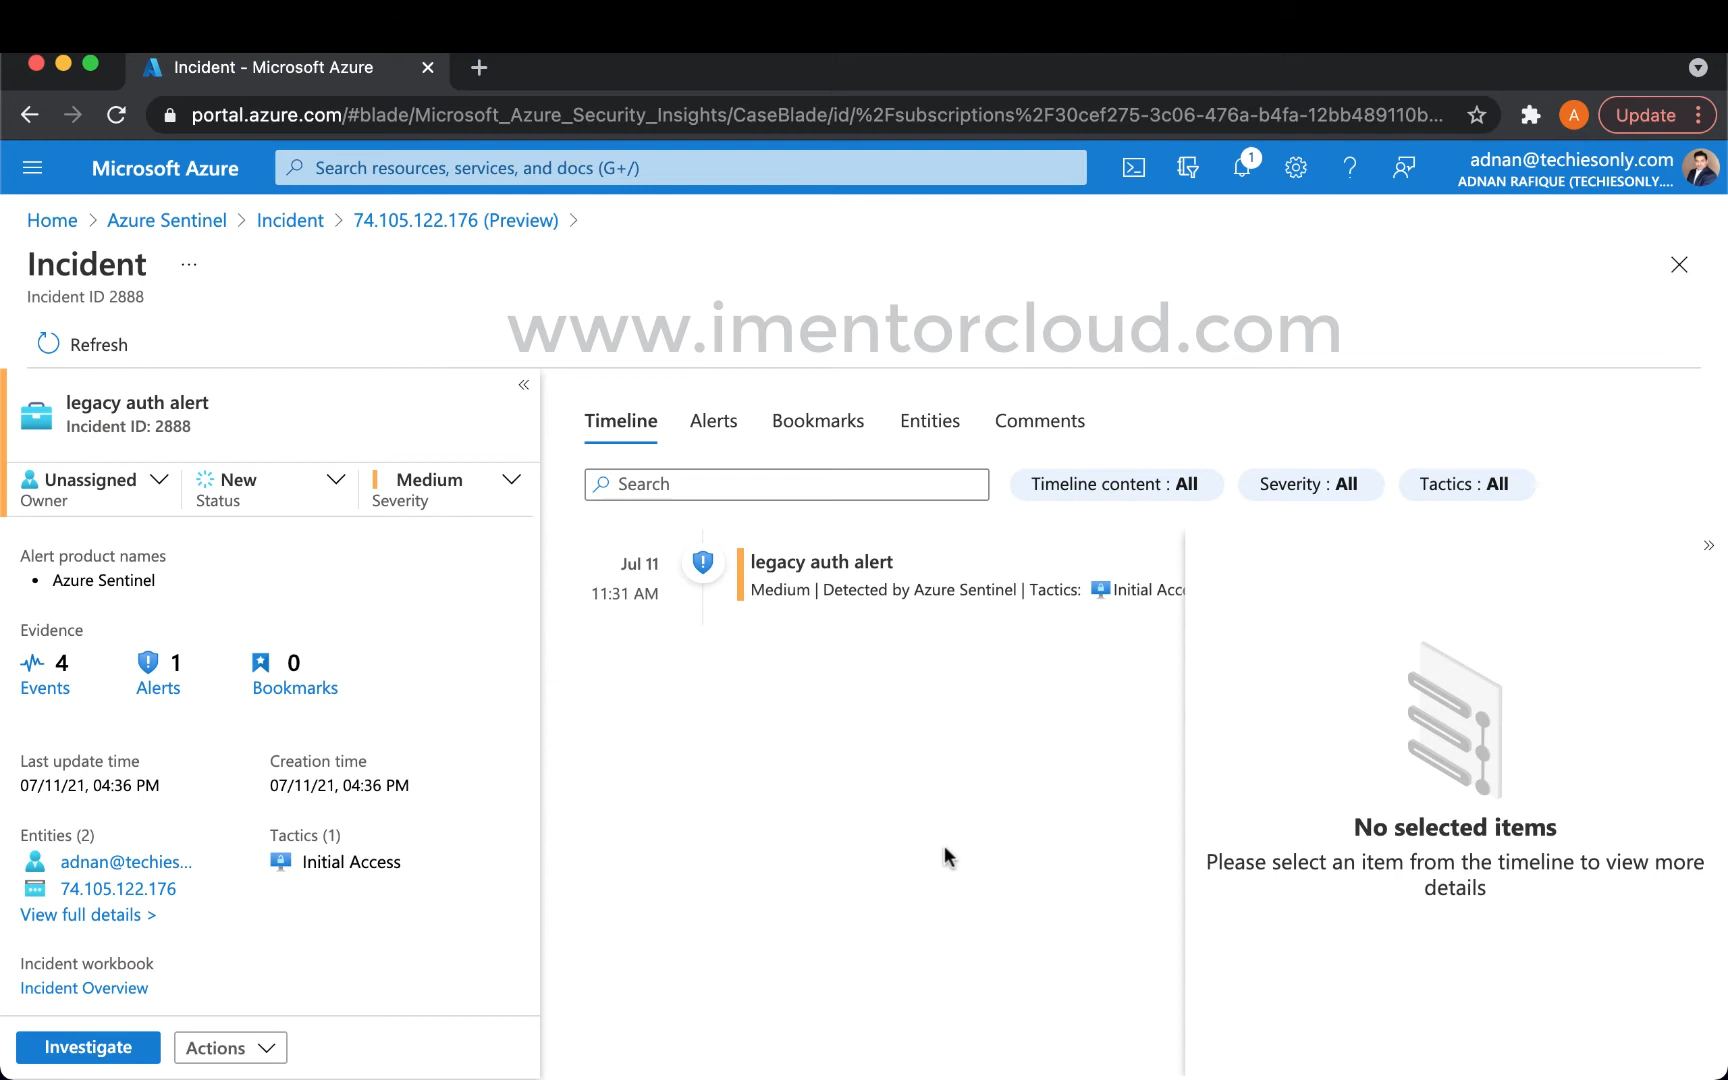 Incident - Microsoft Azure
portal.azure.com/#blade/Microsoft_Azure_Security_Insights/CaseBlade/id/%2Fsubscriptions%2F30cef275-3c06-476a-b4fa-12bb489110b...
A
Update
Microsoft Azure
Search resources, services, and docs (G+/)
1
adnan@techiesonly.com
ADNAN RAFIQUE (TECHIESONLY....
Home > Azure Sentinel > Incident > 74.105.122.176 (Preview) >
Incident ...
Incident ID 2888
www.imentorcloud.com
Refresh
legacy auth alert
Incident ID: 2888
Unassigned
Owner
New
Status
Medium
Severity
Alert product names
• Azure Sentinel
Evidence
4
Events
1
Alerts
0
Bookmarks
Last update time
07/11/21, 04:36 PM
Creation time
07/11/21, 04:36 PM
Entities (2)
adnan@techies...
74.105.122.176
View full details >
Tactics (1)
Initial Access
Incident workbook
Incident Overview
Investigate
Actions
Timeline Alerts Bookmarks Entities Comments
Search
Timeline content : All
Severity : All
Tactics : All
Jul 11
11:31 AM
legacy auth alert
Medium | Detected by Azure Sentinel | Tactics: Initial Acc
No selected items
Please select an item from the timeline to view more
details